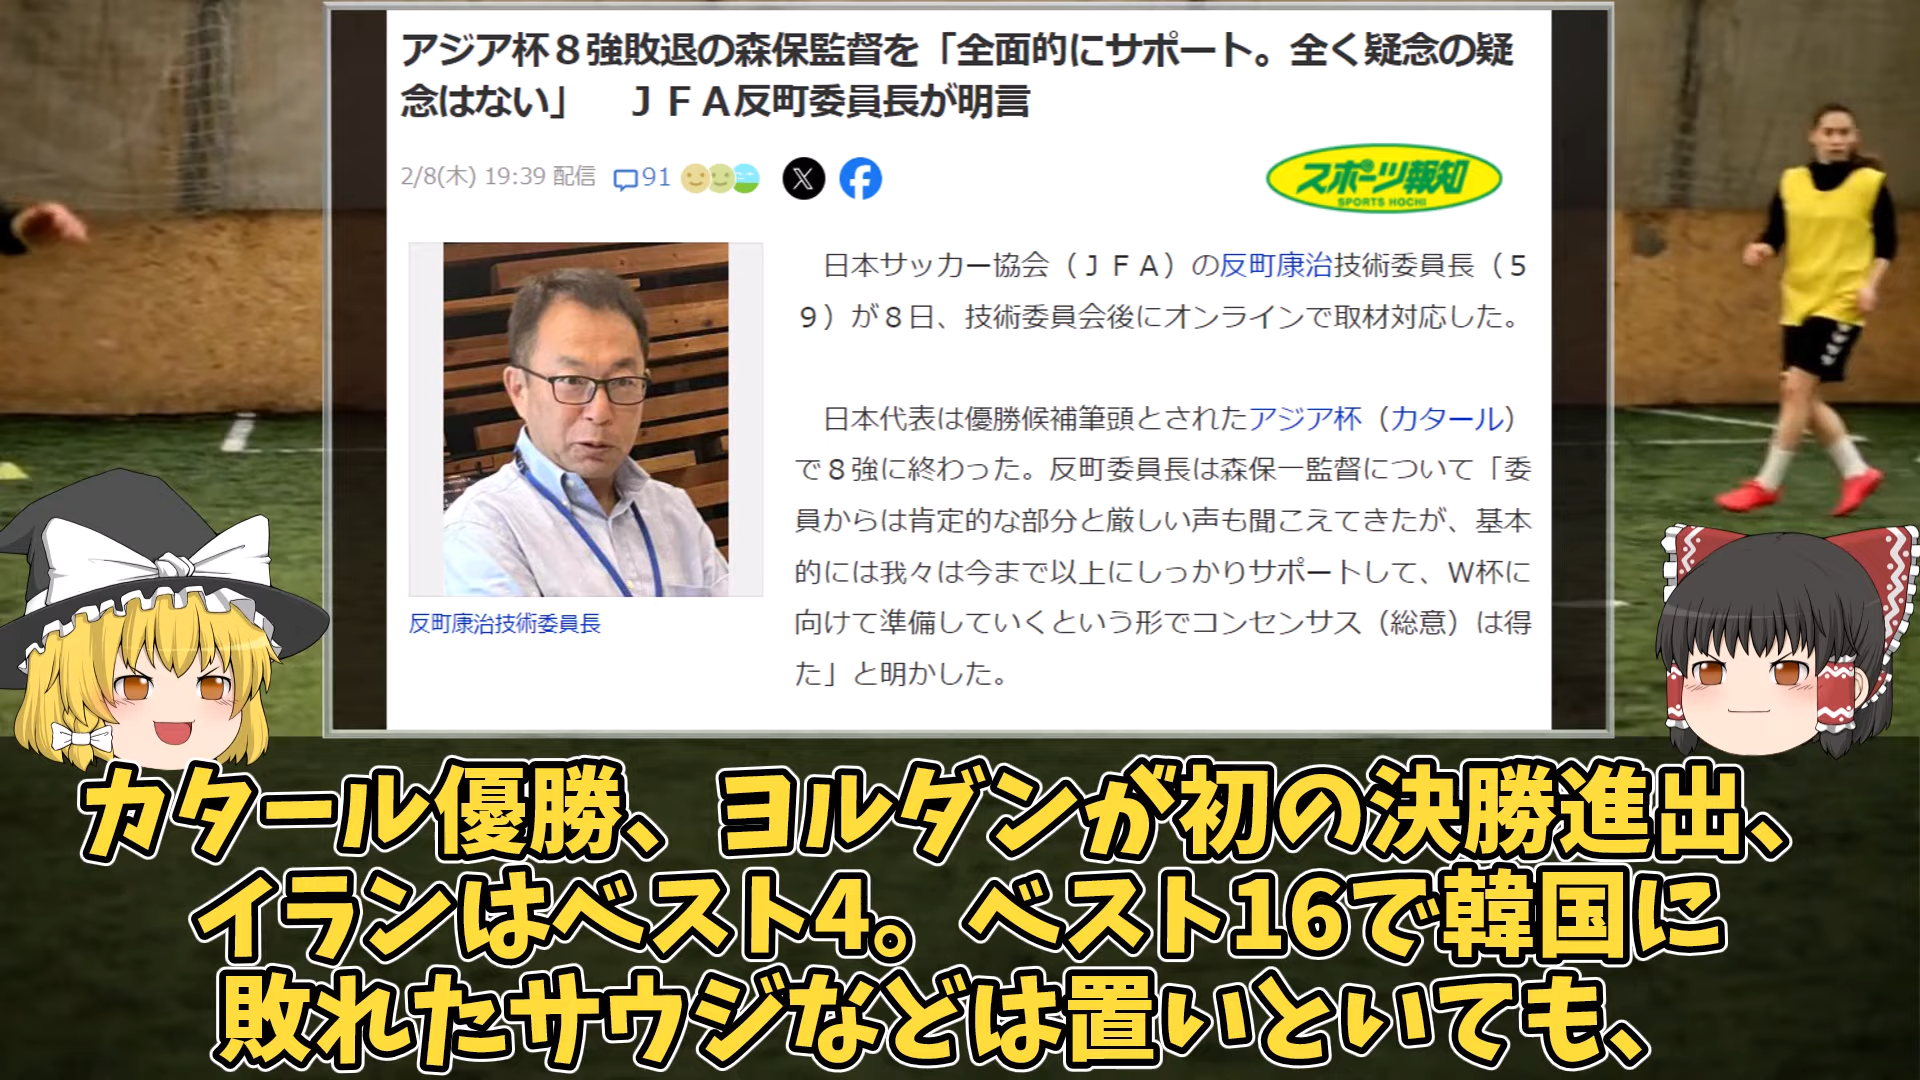 アジア杯８強敗退の森保監督を「全面的にサポート。全く疑念の疑
念はない」　ＪＦＡ反町委員長が明言
2/8(木) 19:39 配信 91
スポーツ報知
SPORTS HOCHI
日本サッカー協会（ＪＦＡ）の反町康治技術委員長（５
９）が８日、技術委員会後にオンラインで取材対応した。
日本代表は優勝候補筆頭とされたアジア杯（カタール）
で８強に終わった。反町委員長は森保一監督について「委
員からは肯定的な部分と厳しい声も聞こえてきたが、基本
的には我々は今まで以上にしっかりサポートして、Ｗ杯に
向けて準備していくという形でコンセンサス（総意）は得
た」と明かした。
反町康治技術委員長
カタール優勝、ヨルダンが初の決勝進出、
イランはベスト4。ベスト16で韓国に
敗れたサウジなどは置いといても、